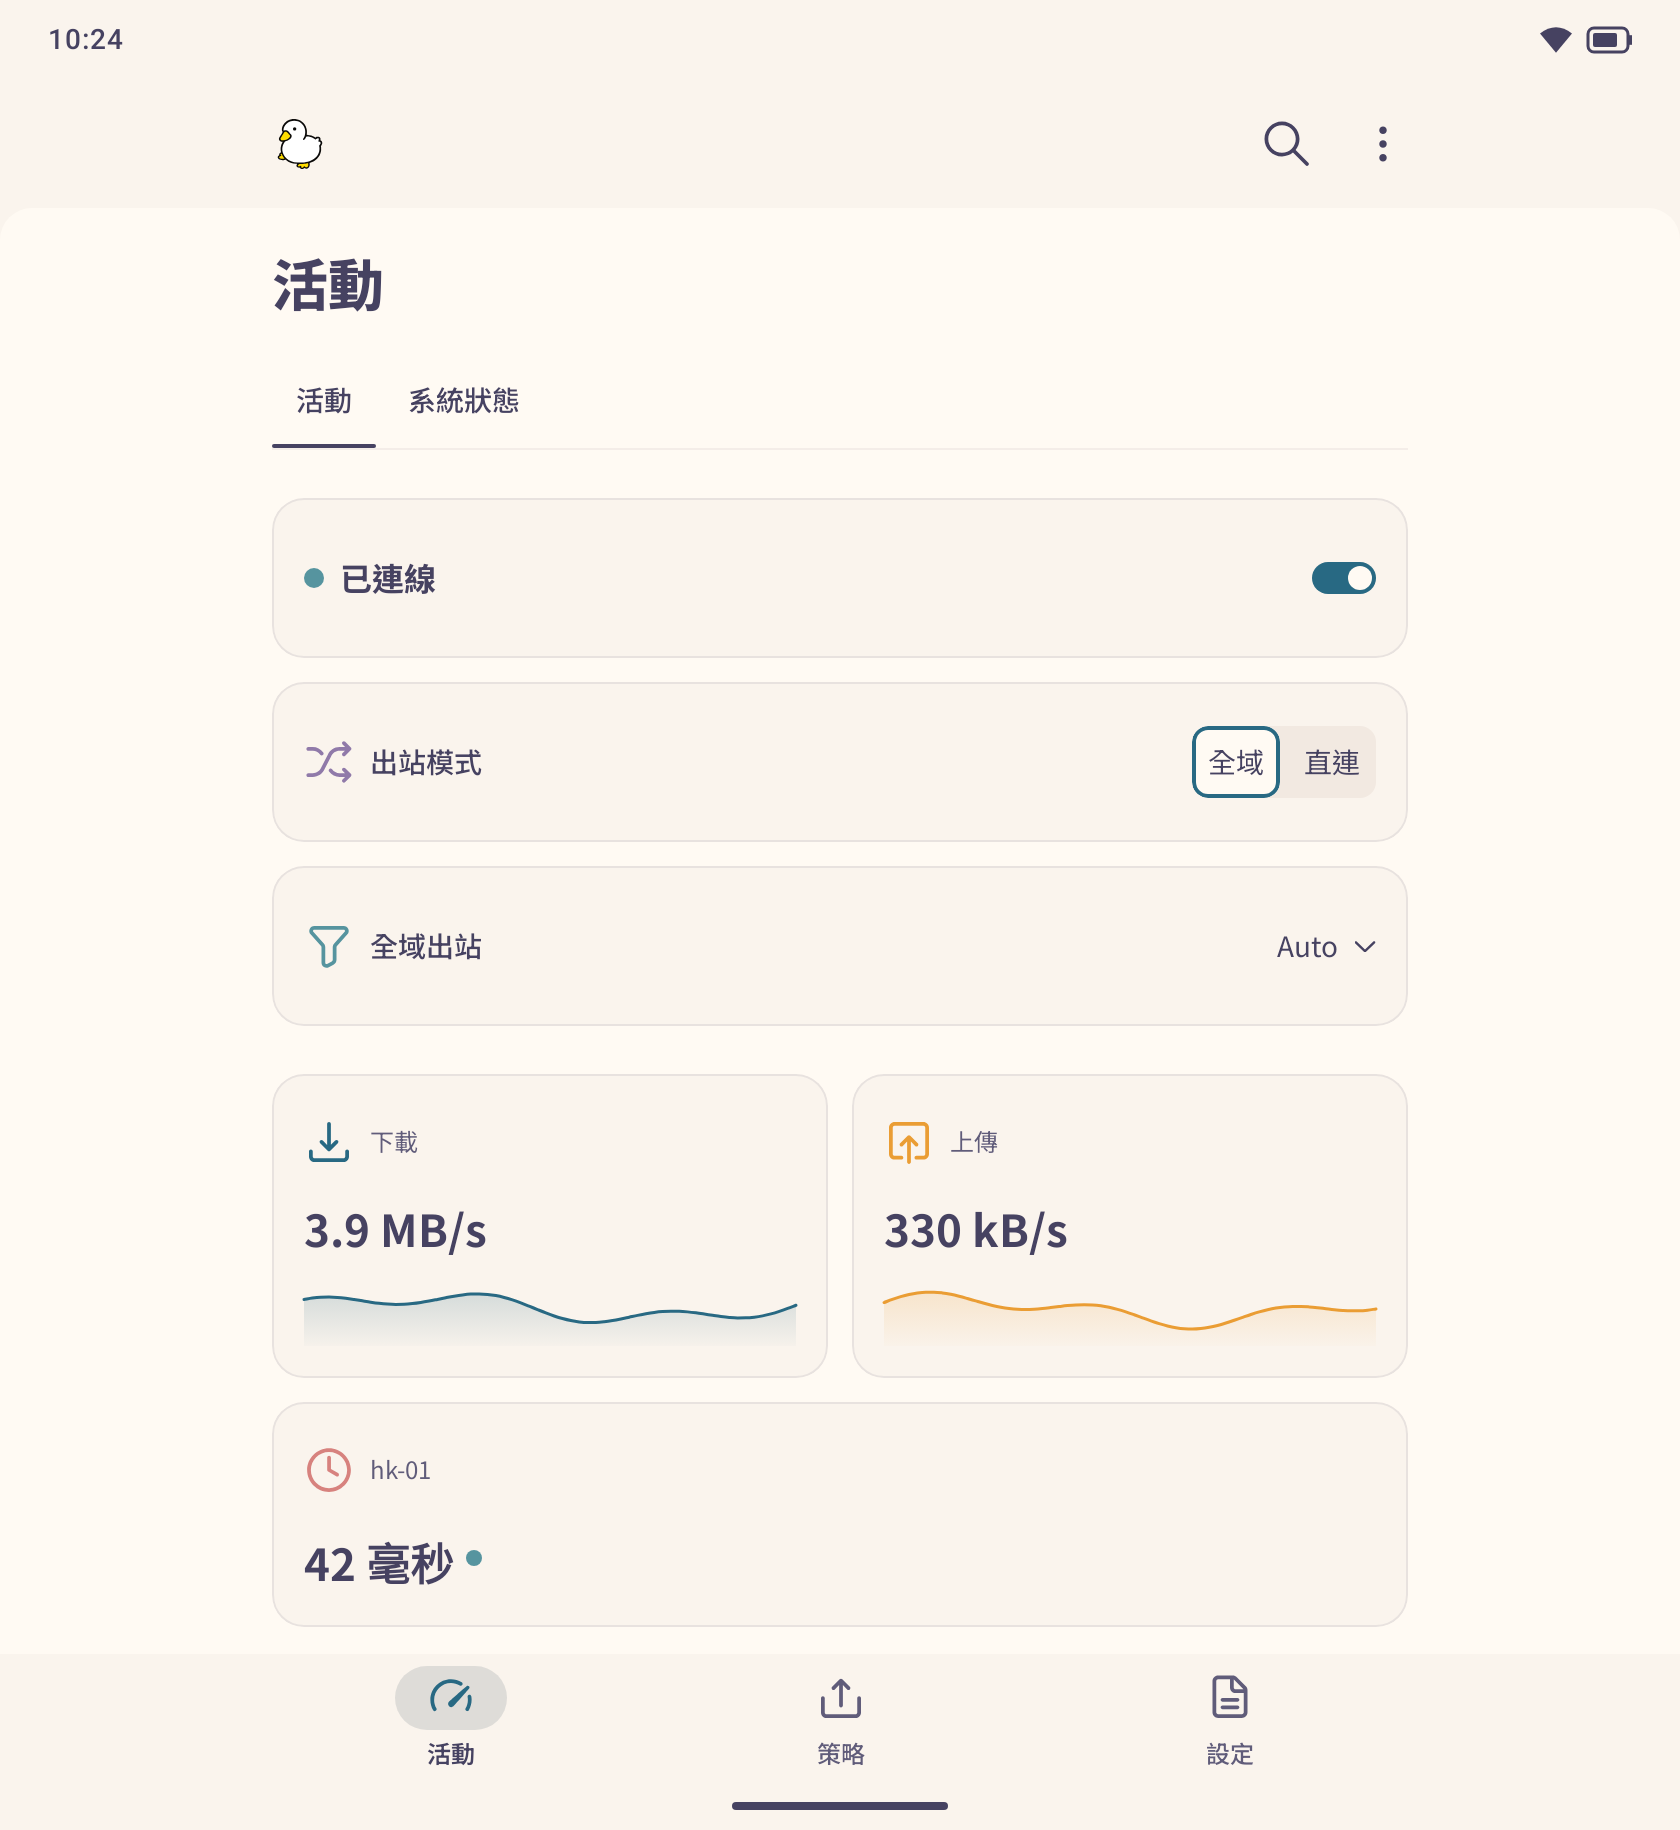 10:24
活動
活動
系統狀態
已連線
出站模式
全域
直連
全域出站
Auto
下載
上傳
3.9 MB/s
330 kB/s
hk-01
42 毫秒
活動
策略
設定